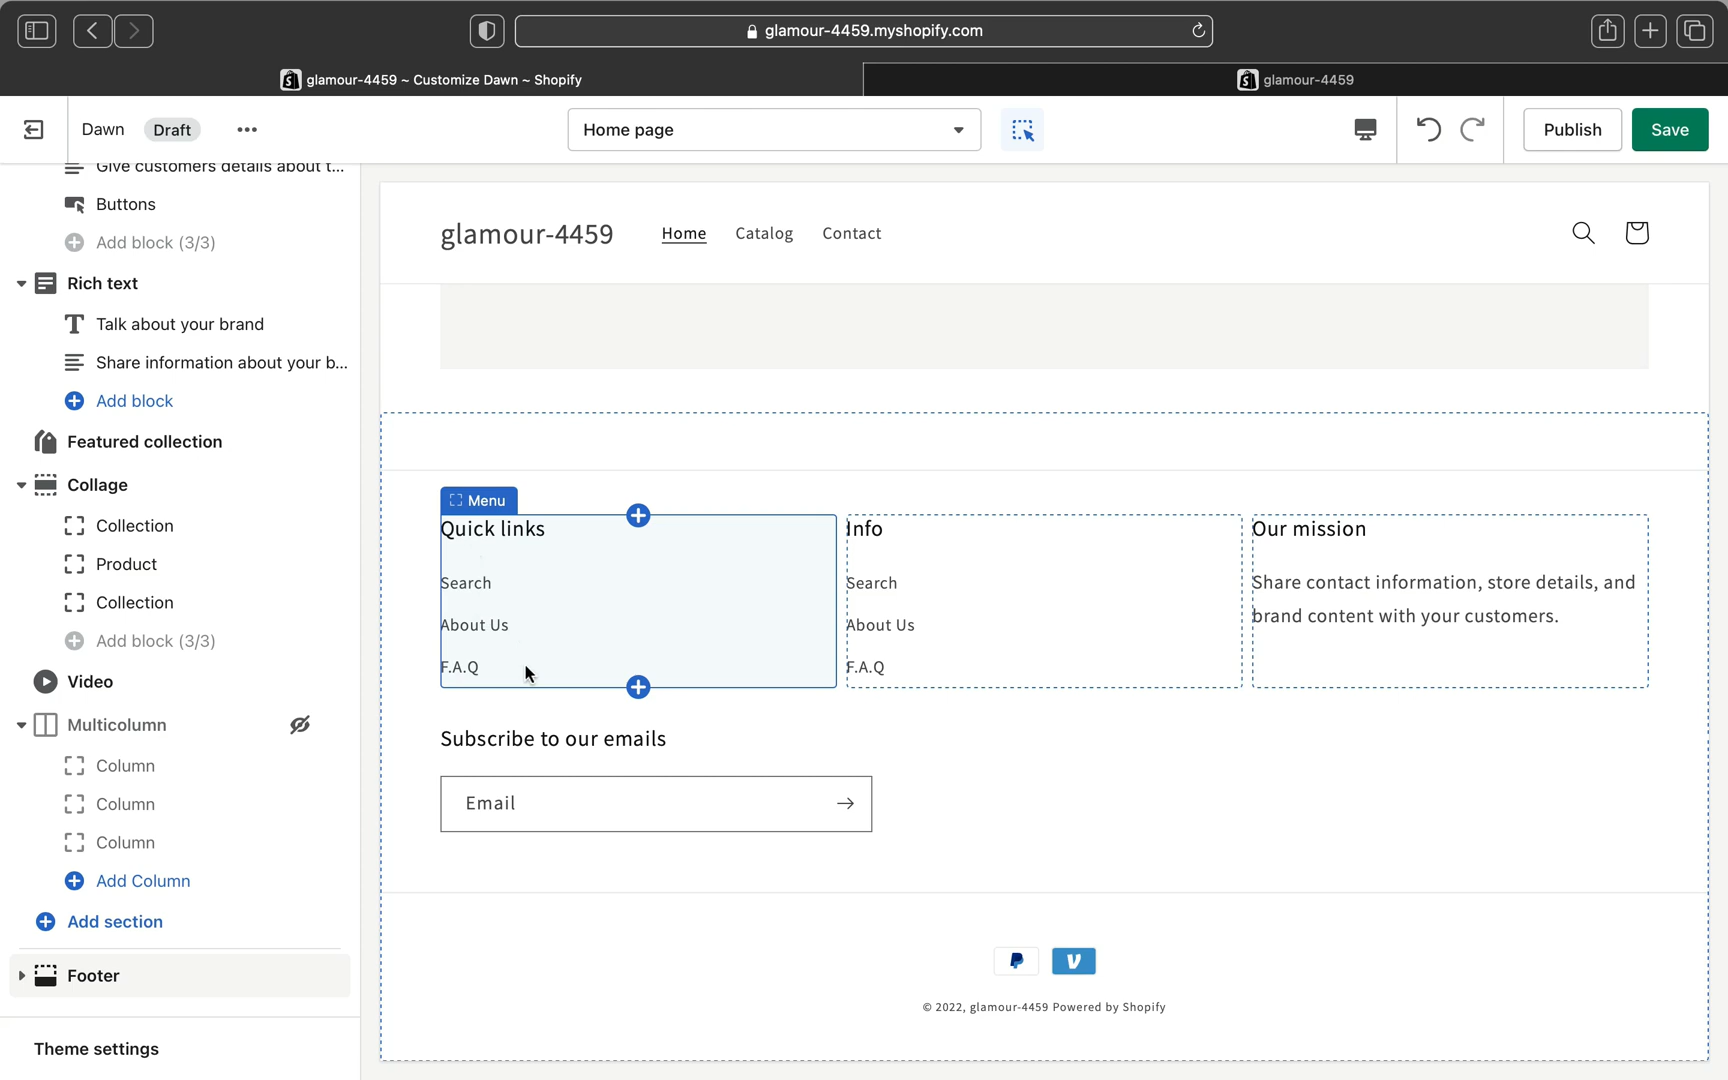 glamour-4459.myshopify.com
glamour-4459 ~ Customize Dawn ~ Shopify
glamour-4459
Dawn
Draft
Home page
Publish
Save
Give customers details about t...
Buttons
Add block (3/3)
Rich text
Talk about your brand
Share information about your b...
Add block
Featured collection
Collage
Collection
Product
Collection
Add block (3/3)
Video
Multicolumn
Column
Column
Column
Add Column
Add section
Footer
Theme settings
glamour-4459
Home
Catalog
Contact
Menu
Quick links
Search
About Us
F.A.Q
Info
Search
About Us
F.A.Q
Our mission
Share contact information, store details, and
brand content with your customers.
Subscribe to our emails
Email
© 2022, glamour-4459 Powered by Shopify